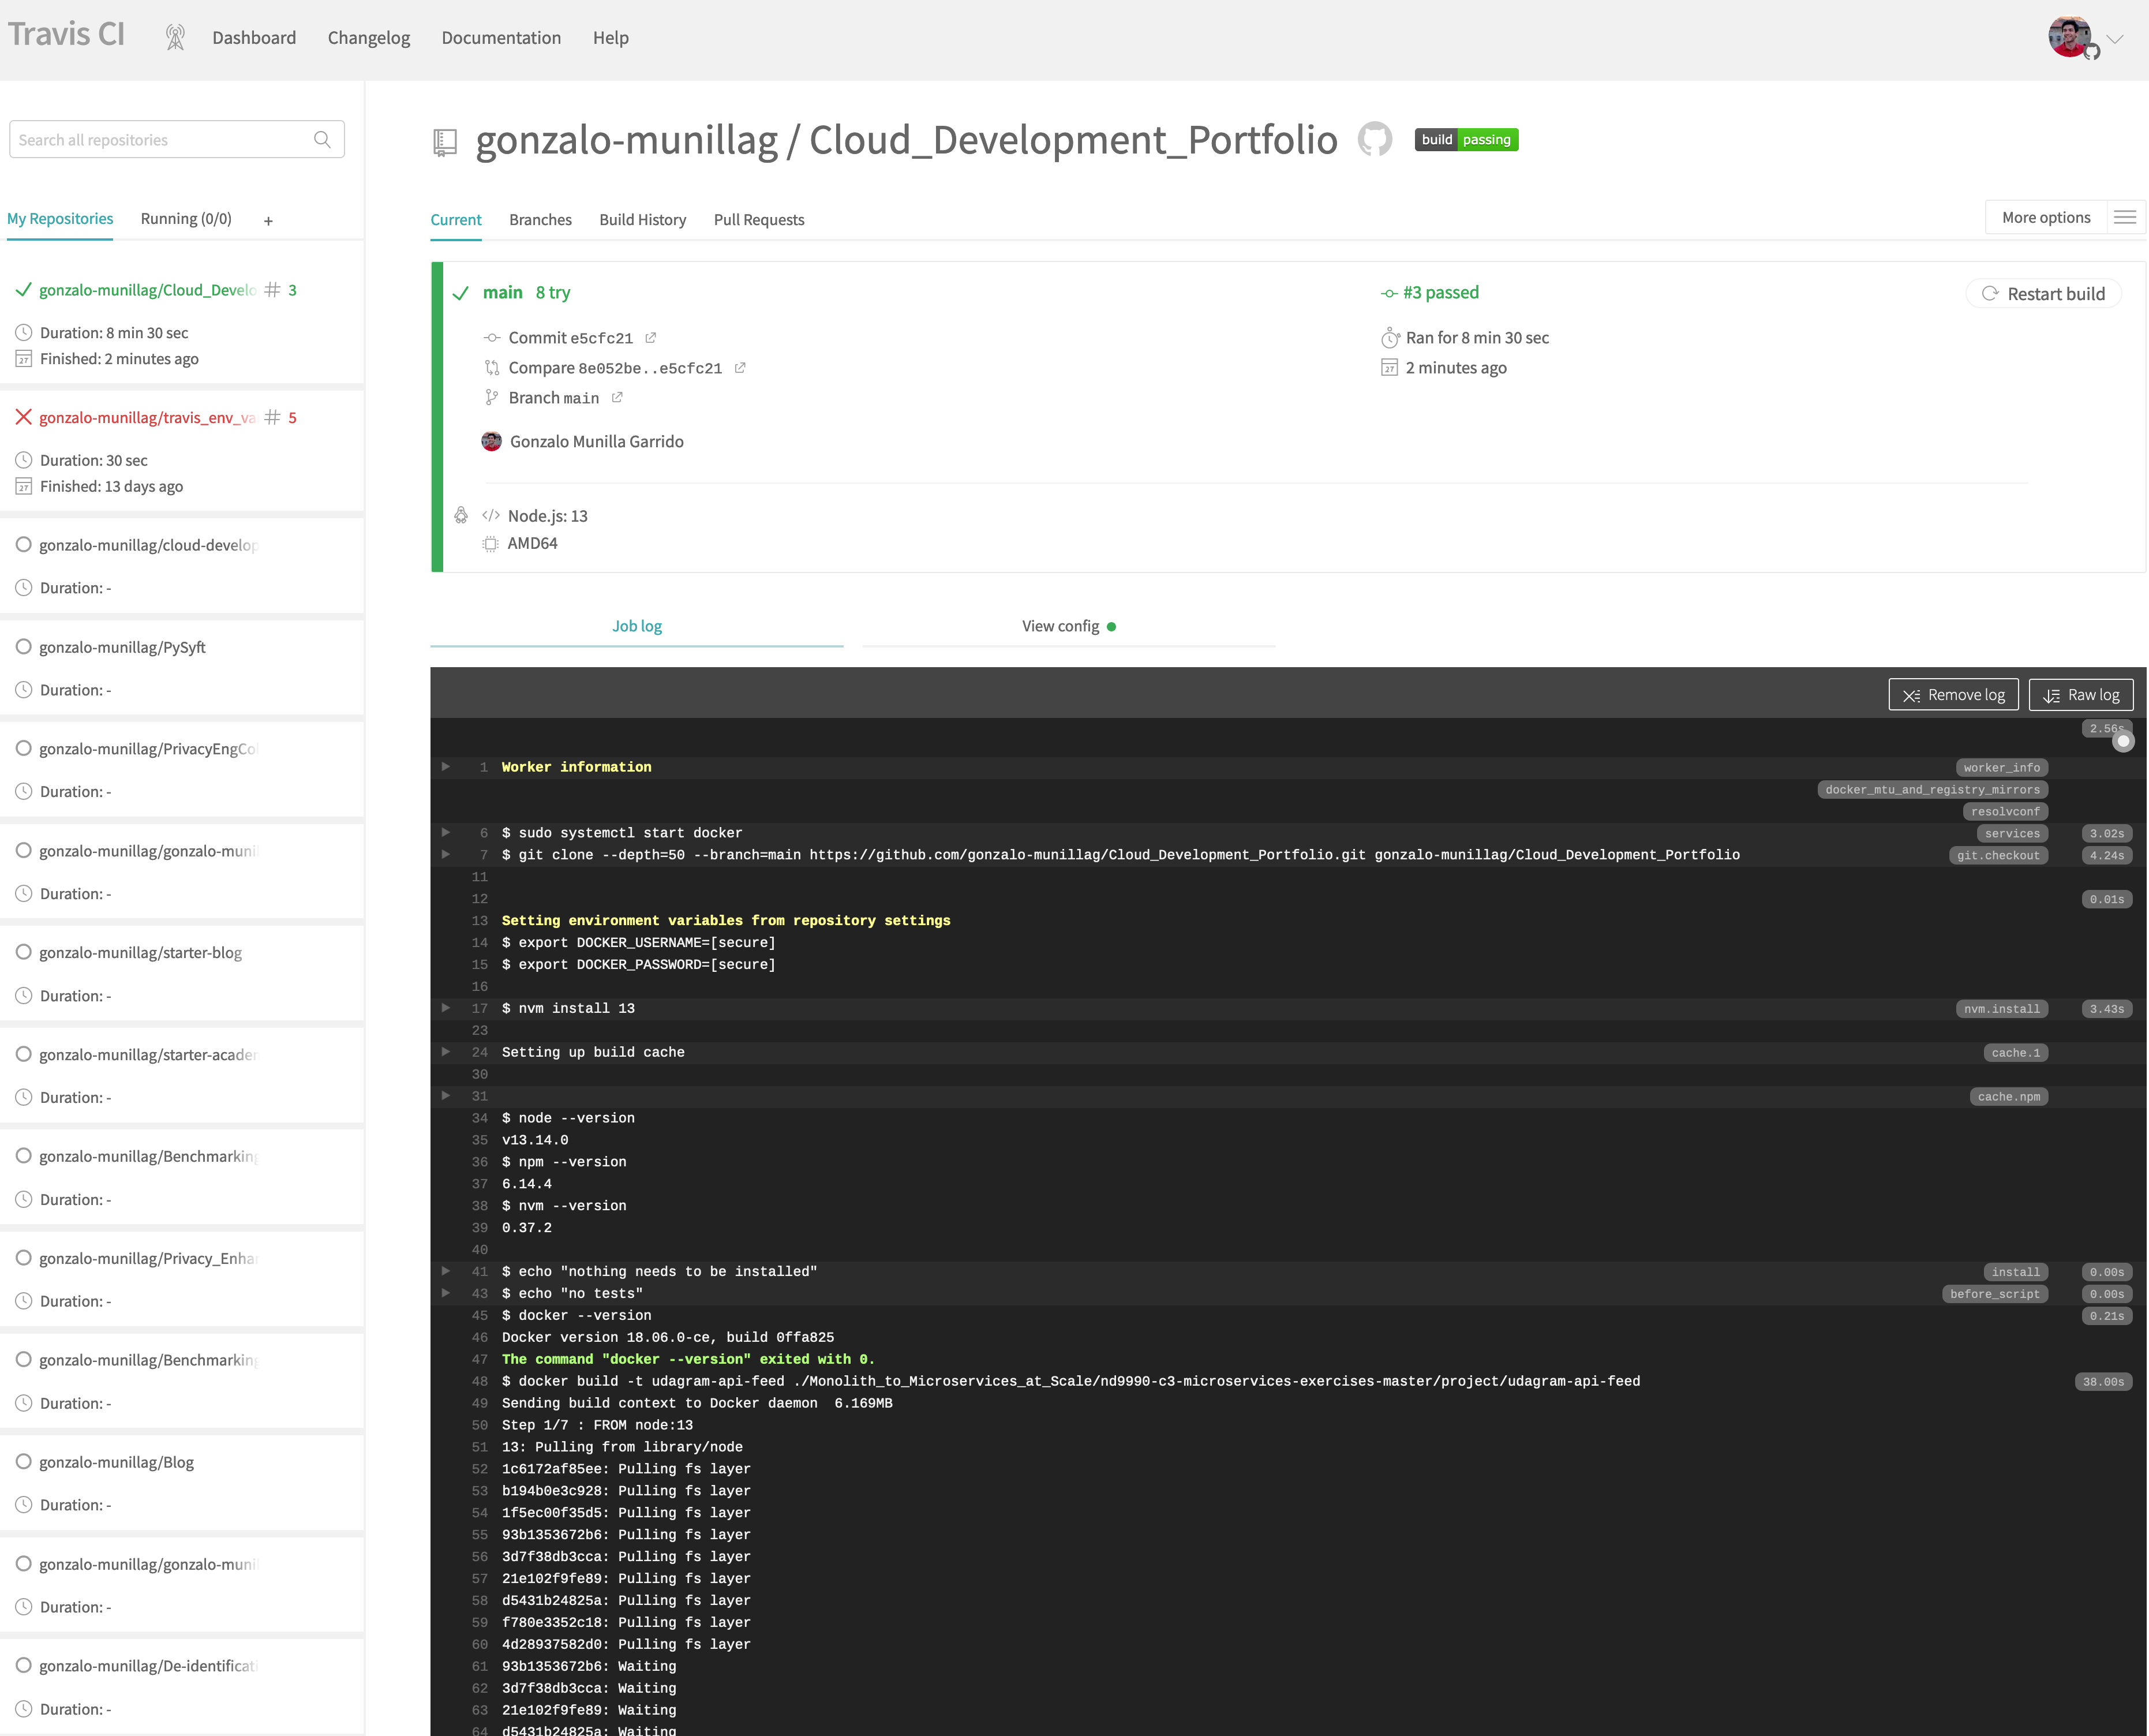 Travis CI
Dashboard
Changelog
Documentation
Help
Search all repositories
My Repositories
Running (0/0)
+
gonzalo-munillag/Cloud_Develo
# 3
Duration: 8 min 30 sec
Finished: 2 minutes ago
gonzalo-munillag/travis_env_va
# 5
Duration: 30 sec
Finished: 13 days ago
gonzalo-munillag/cloud-develop
Duration: -
gonzalo-munillag/PySyft
Duration: -
gonzalo-munillag/PrivacyEngCo
Duration: -
gonzalo-munillag/gonzalo-muni
Duration: -
gonzalo-munillag/starter-blog
Duration: -
gonzalo-munillag/starter-acade
Duration: -
gonzalo-munillag/Benchmarking
Duration: -
gonzalo-munillag/Privacy_Enha
Duration: -
gonzalo-munillag/Benchmarking
Duration: -
gonzalo-munillag/Blog
Duration: -
gonzalo-munillag/gonzalo-muni
Duration: -
gonzalo-munillag/De-identificat
Duration: -
gonzalo-munillag / Cloud_Development_Portfolio
build passing
Current
Branches
Build History
Pull Requests
More options
main 8 try
Commit e5cfc21
Compare 8e052be..e5cfc21
Branch main
Gonzalo Munilla Garrido
#3 passed
Ran for 8 min 30 sec
2 minutes ago
Restart build
Node.js: 13
AMD64
Job log
View config
Remove log
Raw log
2.56s
1 Worker information worker_info
docker_mtu_and_registry_mirrors
resolvconf
6 $ sudo systemctl start docker services 3.02s
7 $ git clone --depth=50 --branch=main https://github.com/gonzalo-munillag/Cloud_Development_Portfolio.git gonzalo-munillag/Cloud_Development_Portfolio git.checkout 4.24s
11
12 0.01s
13 Setting environment variables from repository settings
14 $ export DOCKER_USERNAME=[secure]
15 $ export DOCKER_PASSWORD=[secure]
16
17 $ nvm install 13 nvm.install 3.43s
23
24 Setting up build cache cache.1
30
31 cache.npm
34 $ node --version
35 v13.14.0
36 $ npm --version
37 6.14.4
38 $ nvm --version
39 0.37.2
40
41 $ echo "nothing needs to be installed" install 0.00s
43 $ echo "no tests" before_script 0.00s
45 $ docker --version 0.21s
46 Docker version 18.06.0-ce, build 0ffa825
47 The command "docker --version" exited with 0.
48 $ docker build -t udagram-api-feed ./Monolith_to_Microservices_at_Scale/nd9990-c3-microservices-exercises-master/project/udagram-api-feed 38.00s
49 Sending build context to Docker daemon  6.169MB
50 Step 1/7 : FROM node:13
51 13: Pulling from library/node
52 1c6172af85ee: Pulling fs layer
53 b194b0e3c928: Pulling fs layer
54 1f5ec00f35d5: Pulling fs layer
55 93b1353672b6: Pulling fs layer
56 3d7f38db3cca: Pulling fs layer
57 21e102f9fe89: Pulling fs layer
58 d5431b24825a: Pulling fs layer
59 f780e3352c18: Pulling fs layer
60 4d28937582d0: Pulling fs layer
61 93b1353672b6: Waiting
62 3d7f38db3cca: Waiting
63 21e102f9fe89: Waiting
64 d5431b24825a: Waiting